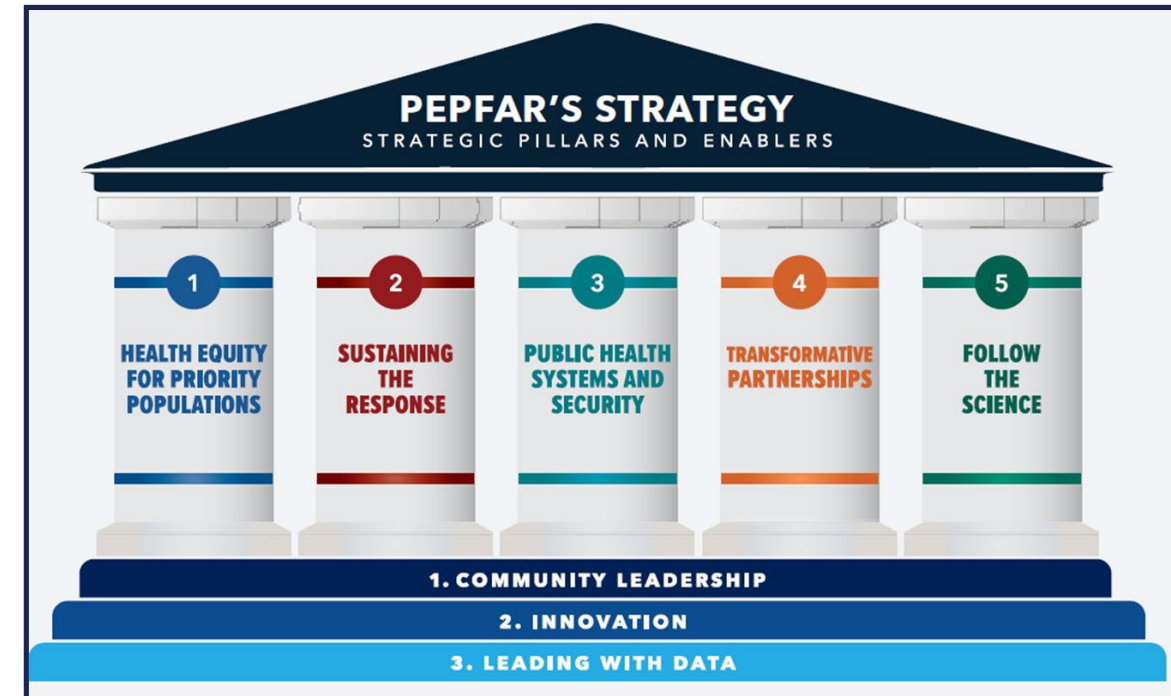 PEPFAR'S STRATEGY
STRATEGIC PILLARS AND ENABLERS
1
HEALTH EQUITY
FOR PRIORITY
POPULATIONS
2
SUSTAINING
THE
RESPONSE
3
PUBLIC HEALTH
SYSTEMS AND
SECURITY
4
TRANSFORMATIVE
PARTNERSHIPS
5
FOLLOW
THE
SCIENCE
1. COMMUNITY LEADERSHIP
2. INNOVATION
3. LEADING WITH DATA